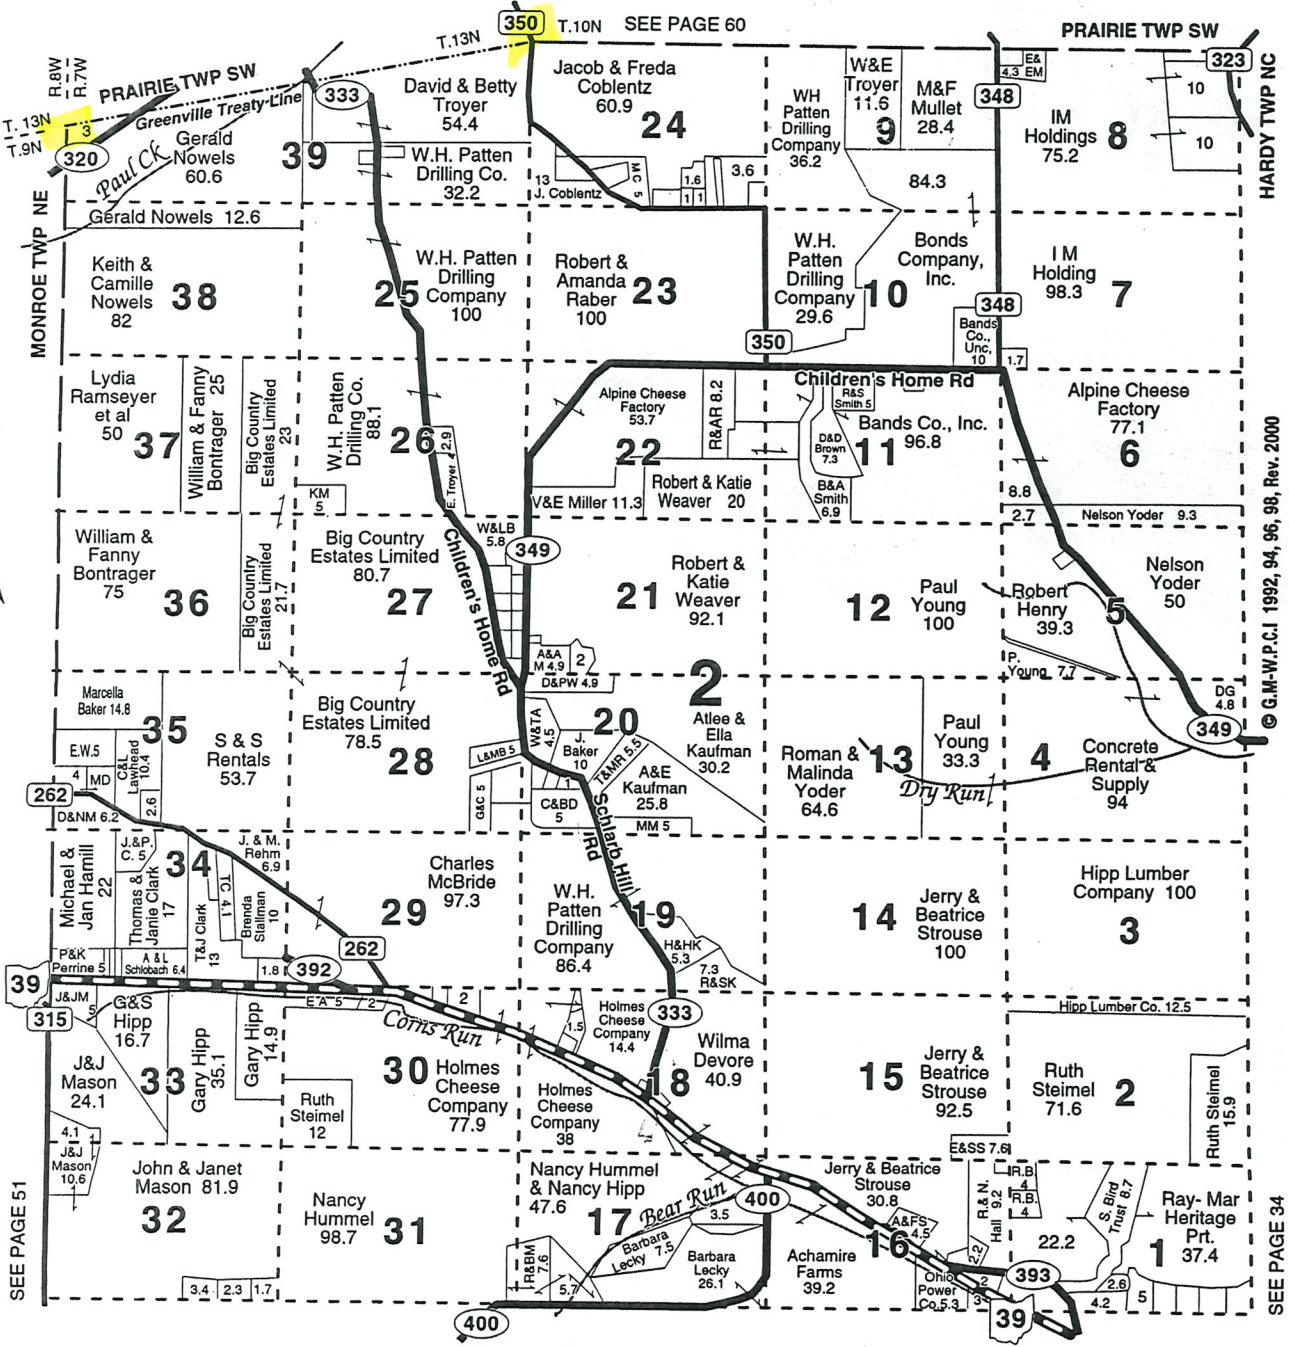 350
SEE PAGE 60
T.10N
T.13N
PRAIRIE TWP SW
323
R.8W
R.7W
PRAIRIE TWP SW
Greenville Treaty Line
333
T. 13N
T.9N
3
320
Paul Ck
Gerald
Nowels
60.6
39
David & Betty
Troyer
54.4
W.H. Patten
Drilling Co.
32.2
Jacob & Freda
Coblentz
60.9
24
13
J. Coblentz
M C 5
1.6
1 1
3.6
WH
Patten
Drilling
Company
36.2
W&E
Troyer
11.6
9
M&F
Mullet
28.4
84.3
348
E&
4.3 EM
IM
Holdings
75.2
8
10
10
HARDY TWP NC
MONROE TWP NE
Gerald Nowels 12.6
Keith &
Camille
Nowels
82
38
25
W.H. Patten
Drilling
Company
100
Robert &
Amanda
Raber
100
23
W.H.
Patten
Drilling
Company
29.6
10
Bonds
Company,
Inc.
348
Bands
Co.,
Unc,
10
1.7
I M
Holding
98.3
7
350
Children's Home Rd
Lydia
Ramseyer
et al
50
37
William & Fanny
Bontrager 25
Big Country
Estates Limited
23
W.H. Patten
Drilling Co.
88.1
KM
5
26
2.9
E. Troyer 4
Alpine Cheese
Factory
53.7
R&AR 8.2
22
V&E Miller 11.3
Robert & Katie
Weaver 20
R&S
Smith 5
D&D
Brown
7.3
B&A
Smith
6.9
Bands Co., Inc.
96.8
11
Alpine Cheese
Factory
77.1
6
8.8
2.7
Nelson Yoder 9.3
© G.M-W.P.C.I 1992, 94, 96, 98, Rev. 2000
William &
Fanny
Bontrager
75
36
Big Country
Estates Limited
21.7
Big Country
Estates Limited
80.7
27
Children's Home Rd
W&LB
5.8
349
A&A
M 4.9
2
D&PW 4.9
21
Robert &
Katie
Weaver
92.1
2
12
Paul
Young
100
Robert
Henry
39.3
5
Nelson
Yoder
50
P.
Young 7.7
Marcella
Baker 14.8
35
E.W.5
4
MD
C&L
Lawhead
10.4
2.6
S & S
Rentals
53.7
262
D&NM 6.2
Big Country
Estates Limited
78.5
28
L&MB 5
G&C 5
W&TA
4.5
J.
Baker
10
1
C&BD
5
20
T&MR 5.5
A&E
Kaufman
25.8
MM 5
Atlee &
Ella
Kaufman
30.2
Roman &
Malinda
Yoder
64.6
13
Paul
Young
33.3
Dry Run
4
Concrete
Rental &
Supply
94
DG
4.8
349
Michael &
Jan Hamill
22
J.&P.
C. 5
Thomas &
Janie Clark
17
34
T&J Clark
13
TC 4.1
J. & M.
Rehm
6.9
Brenda
Stallman
10
P&K
Perrine 5
A & L
Schlobach 6.4
1.8
392
262
29
Charles
McBride
97.3
Schlarb Hill
Rd
W.H.
Patten
Drilling
Company
86.4
19
H&HK
5.3
7.3
R&SK
14
Jerry &
Beatrice
Strouse
100
Hipp Lumber
Company 100
3
39
315
J&JM
5
G&S
Hipp
16.7
J&J
Mason
24.1
33
Gary Hipp
35.1
Gary Hipp
14.9
E A 5
2
2
Corns Run
30
Ruth
Steimel
12
Holmes
Cheese
Company
77.9
1.5
Holmes
Cheese
Company
14.4
333
Holmes
Cheese
Company
38
18
Wilma
Devore
40.9
15
Jerry &
Beatrice
Strouse
92.5
E&SS 7.6
Hipp Lumber Co. 12.5
Ruth
Steimel
71.6
2
Ruth Steimel
15.9
4.1
J&J
Mason
10.6
John & Janet
Mason 81.9
32
3.4 2.3 1.7
Nancy
Hummel
98.7
31
Nancy Hummel
& Nancy Hipp
47.6
17
Bear Run
3.5
R&BM
7.6
5.7
Barbara
Lecky 7.5
Barbara
Lecky
26.1
400
Jerry & Beatrice
Strouse
30.8
A&FS
4.5
16
Achamire
Farms
39.2
R.& N.
Hall 9.2
2.2
R.B.
4
R.B.
4
22.2
S. Bird
Trust 8.7
Ray- Mar
Heritage
Prt.
37.4
1
Ohio
Power
Co.5.3
2
3
393
2.6
4.2
5
39
400
SEE PAGE 51
SEE PAGE 34